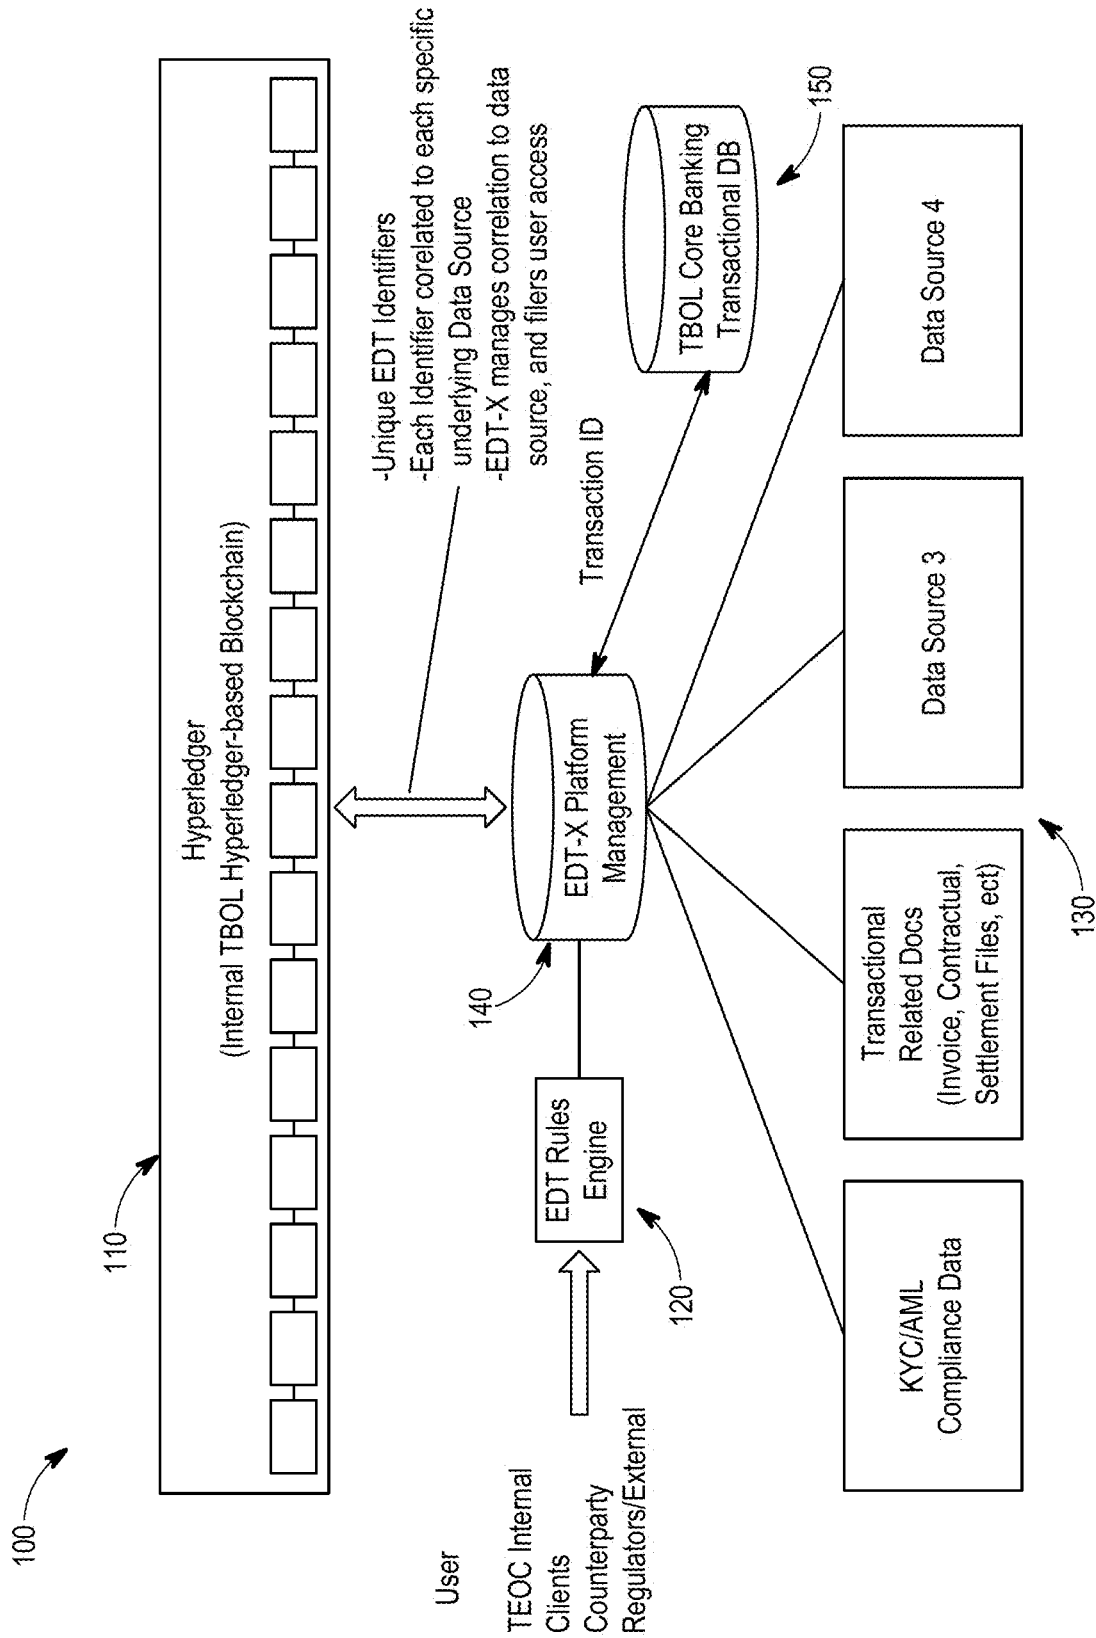 100
110
Hyperledger
(Internal TBOL Hyperledger-based Blockchain)
-Unique EDT Identifiers
-Each Identifier corelated to each specific
underlying Data Source
-EDT-X manages correlation to data
source, and filers user access
User
TEOC Internal
Clients
Counterparty
Regulators/External
EDT Rules
Engine
120
140
EDT-X Platform
Management
Transaction ID
TBOL Core Banking
Transactional DB
150
KYC/AML
Compliance Data
Transactional
Related Docs
(Invoice, Contractual,
Settlement Files, ect)
Data Source 3
Data Source 4
130